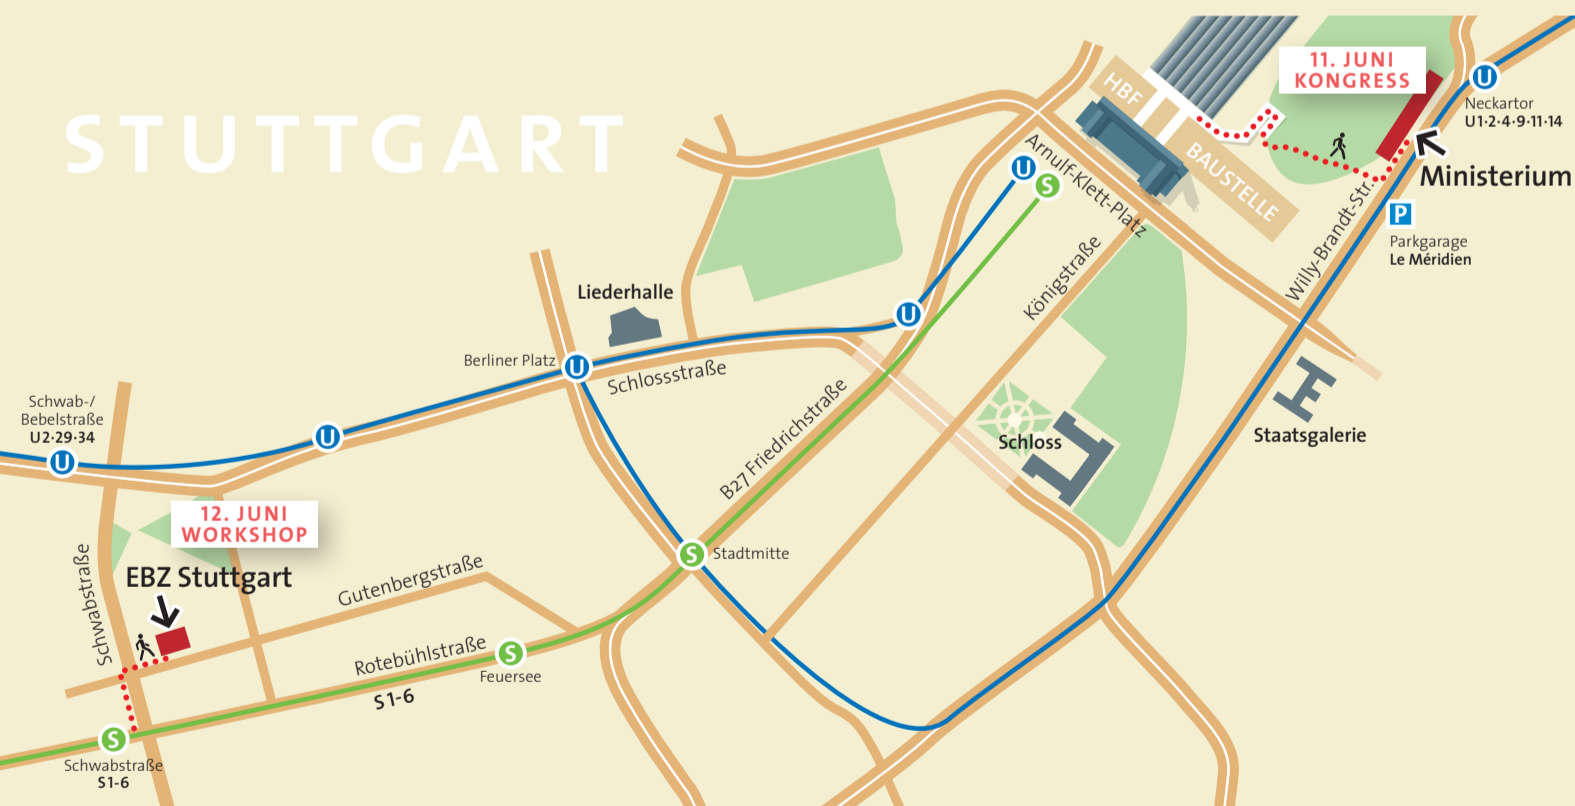 STUTTGART
11. JUNI
KONGRESS
HBF
BAUSTELLE
U
Neckartor
U1·2·4·9·11·14
Ministerium
P
Parkgarage
Le Méridien
Willy-Brandt-Str.
Arnulf-Klett-Platz
U
S
Königstraße
U
Liederhalle
Berliner Platz
U
Schlossstraße
Schwab-/
Bebelstraße
U2·29·34
U
U
B27 Friedrichstraße
Schloss
Staatsgalerie
12. JUNI
WORKSHOP
EBZ Stuttgart
Schwabstraße
Gutenbergstraße
S
Stadtmitte
Rotebühlstraße
S
Feuersee
S1-6
S
Schwabstraße
S1-6